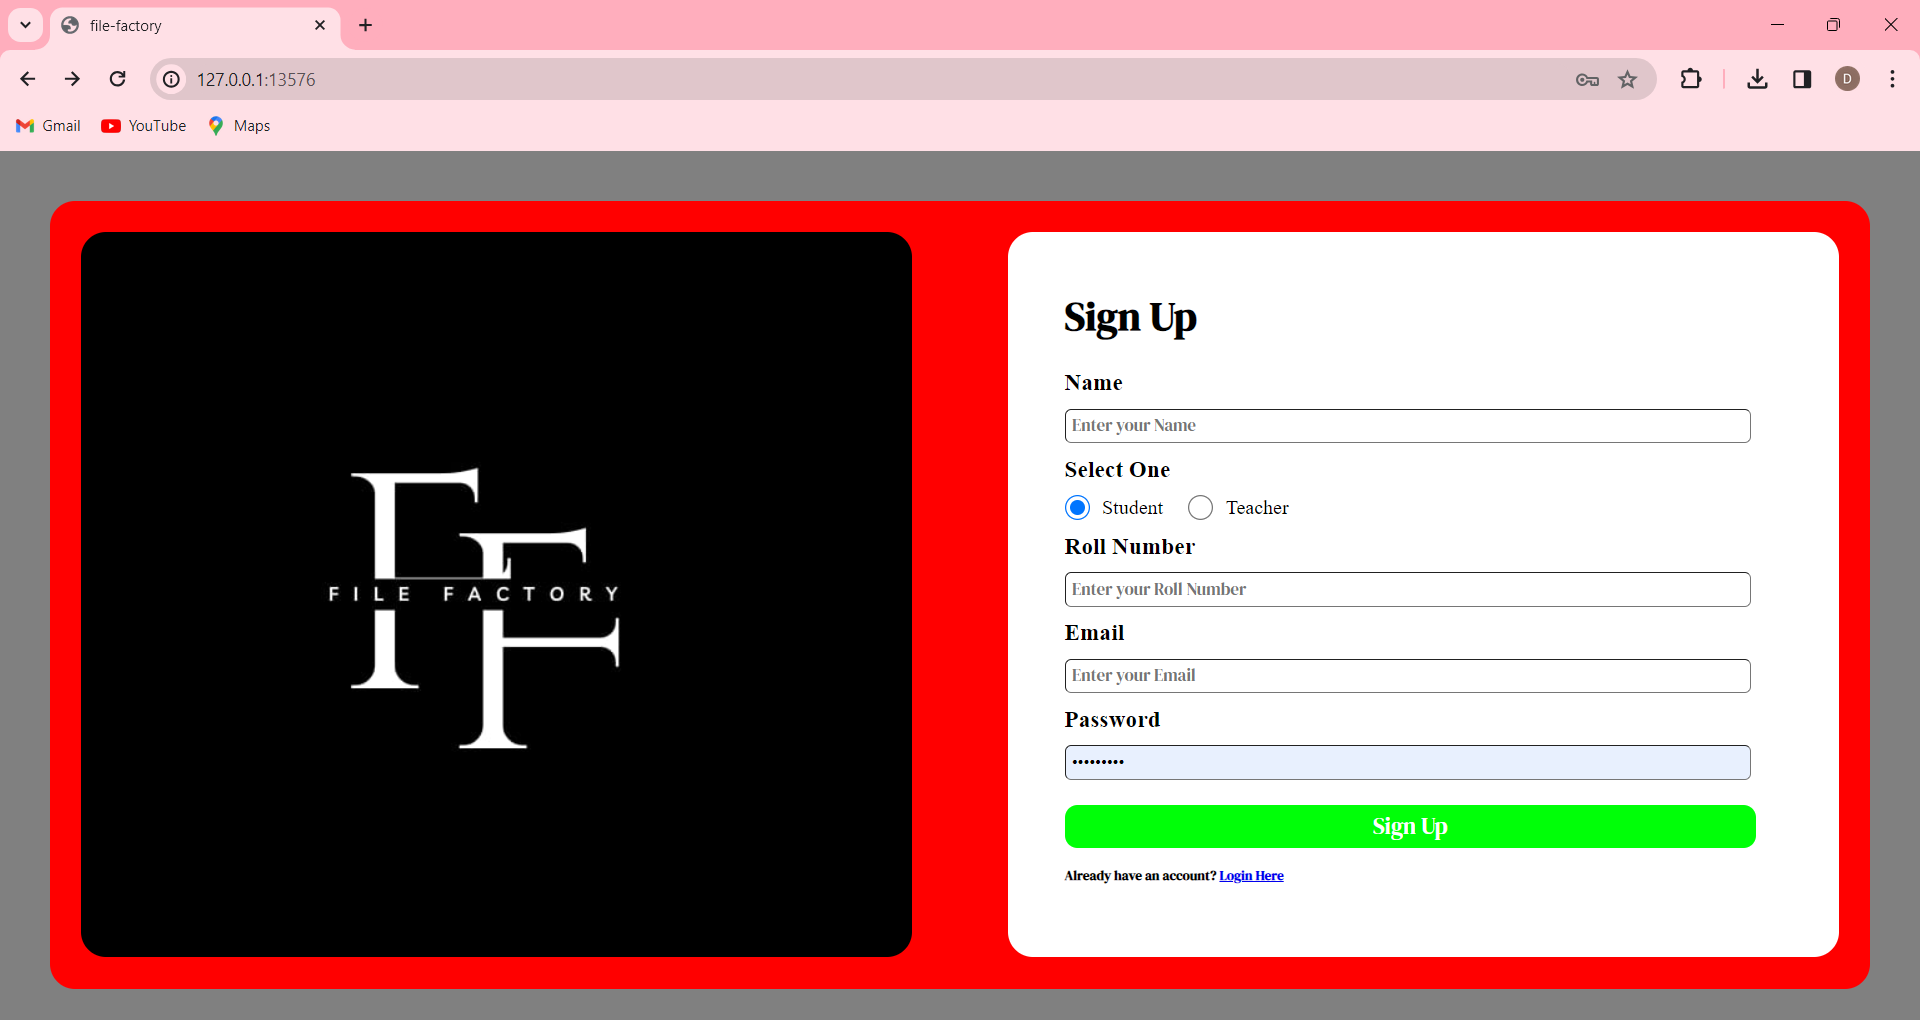 file-factory
127.0.0.1:13576
D
Gmail YouTube Maps
FILE FACTORY
Sign Up
Name
Enter your Name
Select One
Student Teacher
Roll Number
Enter your Roll Number
Email
Enter your Email
Password
•••••••••
Sign Up
Already have an account? Login Here